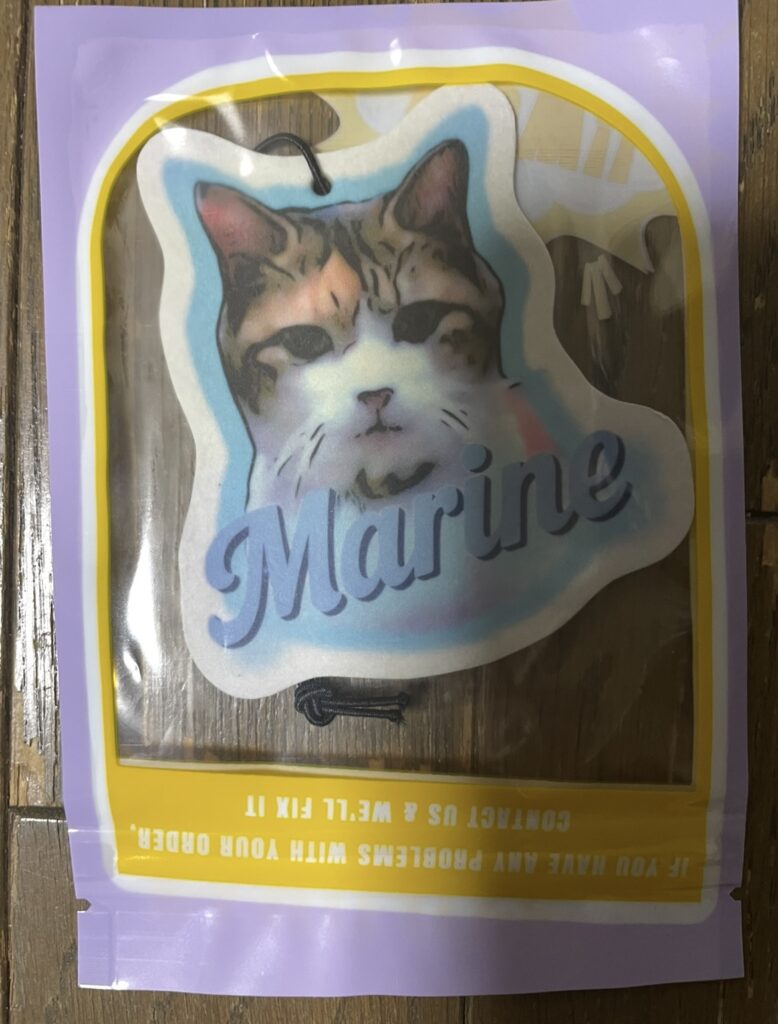 Marine
IF YOU HAVE ANY PROBLEMS WITH YOUR ORDER,
CONTACT US & WE'LL FIX IT